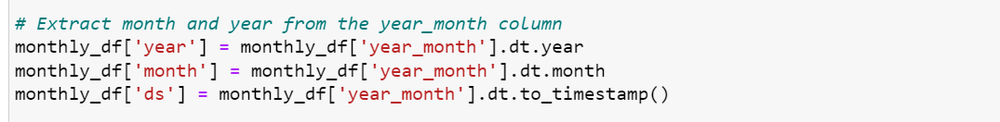 # Extract month and year from the year_month column
monthly_df['year'] = monthly_df['year_month'].dt.year
monthly_df['month'] = monthly_df['year_month'].dt.month
monthly_df['ds'] = monthly_df['year_month'].dt.to_timestamp()